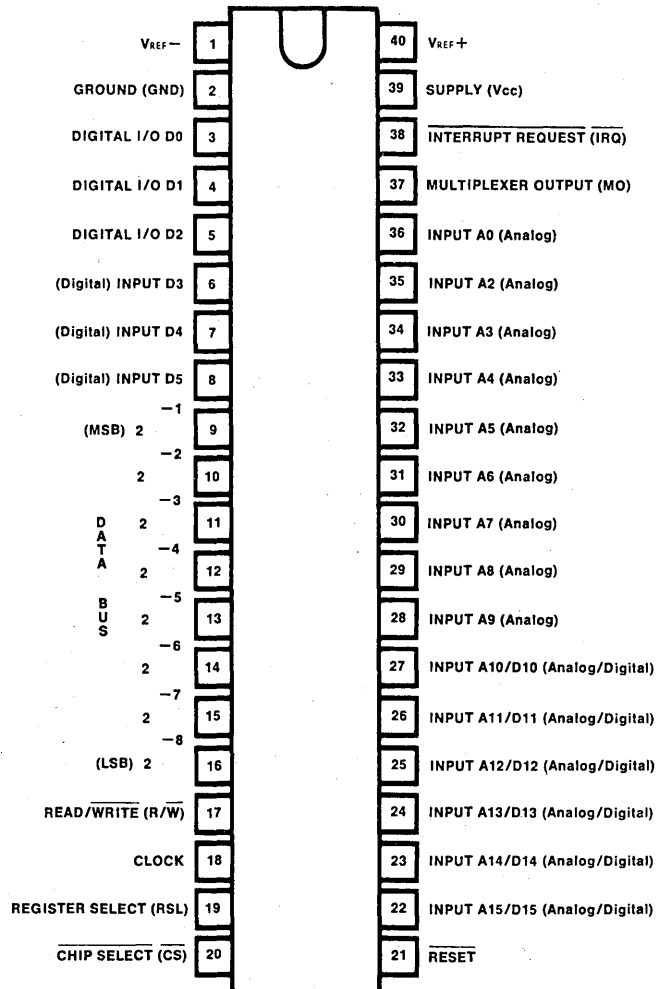 VREF− 1 40 VREF+
GROUND (GND) 2 39 SUPPLY (Vcc)
DIGITAL I/O D0 3 38 INTERRUPT REQUEST (IRQ)
DIGITAL I/O D1 4 37 MULTIPLEXER OUTPUT (MO)
DIGITAL I/O D2 5 36 INPUT A0 (Analog)
(Digital) INPUT D3 6 35 INPUT A2 (Analog)
(Digital) INPUT D4 7 34 INPUT A3 (Analog)
(Digital) INPUT D5 8 33 INPUT A4 (Analog)
(MSB) 2 −1 9 32 INPUT A5 (Analog)
2 −2 10 31 INPUT A6 (Analog)
2 −3 11 30 INPUT A7 (Analog)
DATA BUS
2 −4 12 29 INPUT A8 (Analog)
2 −5 13 28 INPUT A9 (Analog)
2 −6 14 27 INPUT A10/D10 (Analog/Digital)
2 −7 15 26 INPUT A11/D11 (Analog/Digital)
(LSB) 2 −8 16 25 INPUT A12/D12 (Analog/Digital)
READ/WRITE (R/W) 17 24 INPUT A13/D13 (Analog/Digital)
CLOCK 18 23 INPUT A14/D14 (Analog/Digital)
REGISTER SELECT (RSL) 19 22 INPUT A15/D15 (Analog/Digital)
CHIP SELECT (CS) 20 21 RESET